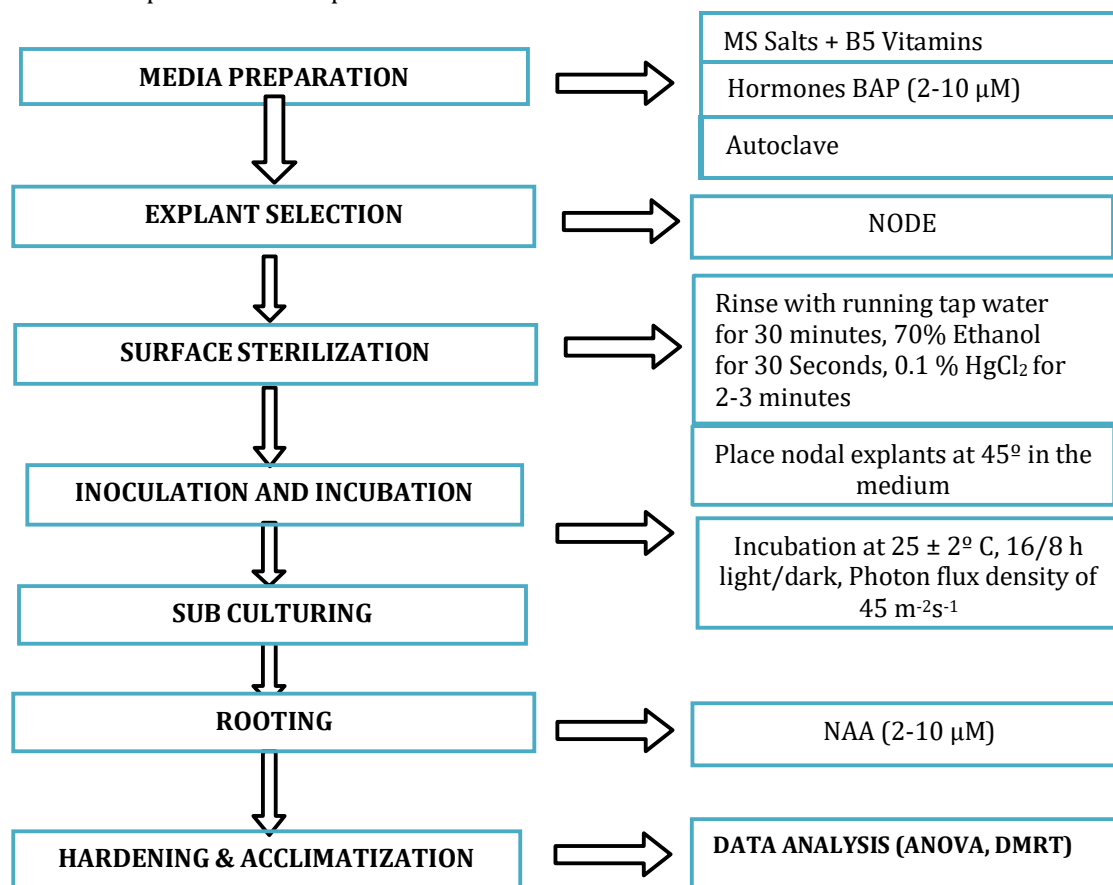 MEDIA PREPARATION
MS Salts + B5 Vitamins
Hormones BAP (2-10 µM)
Autoclave
EXPLANT SELECTION
NODE
SURFACE STERILIZATION
Rinse with running tap water
for 30 minutes, 70% Ethanol
for 30 Seconds, 0.1 % HgCl₂ for
2-3 minutes
INOCULATION AND INCUBATION
Place nodal explants at 45º in the
medium
Incubation at 25 ± 2º C, 16/8 h
light/dark, Photon flux density of
45 m⁻²s⁻¹
SUB CULTURING
ROOTING
NAA (2-10 µM)
HARDENING & ACCLIMATIZATION
DATA ANALYSIS (ANOVA, DMRT)